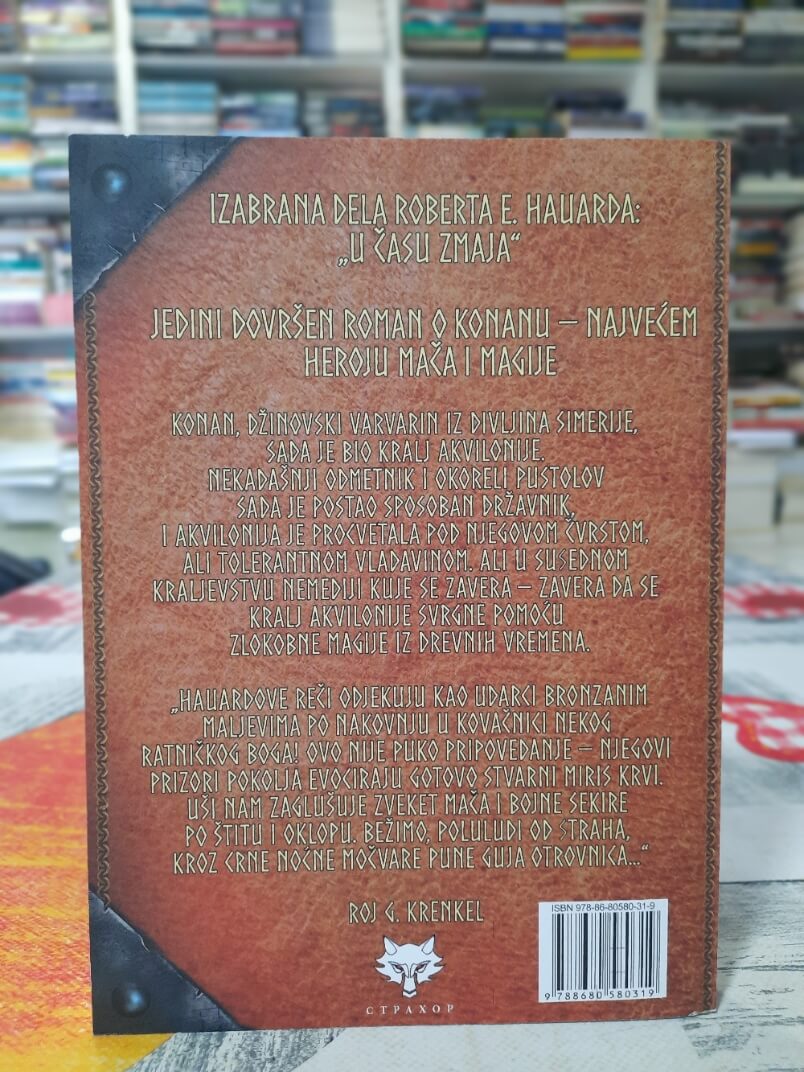 IZABRANA DELA ROBERTA E. HAUARDA:
„U ČASU ZMAJA“
JEDINI DOVRŠEN ROMAN O KONANU – NAJVEĆEM
HEROJU MAČA I MAGIJE
KONAN, DŽINOVSKI VARVARIN IZ DIVLJINA SIMERIJE,
SADA JE BIO KRALJ AKVILONIJE.
NEKADAŠNJI ODMETNIK I OKORELI PUSTOLOV
SADA JE POSTAO SPOSOBAN DRŽAVNIK,
I AKVILONIJA JE PROCVETALA POD NJEGOVOM ČVRSTOM,
ALI TOLERANTNOM VLADAVINOM. ALI U SUSEDNOM
KRALJEVSTVU NEMEDIJI KUJE SE ZAVERA – ZAVERA DA SE
KRALJ AKVILONIJE SVRGNE POMOĆU
ZLOKOBNE MAGIJE IZ DREVNIH VREMENA.
„HAUARDOVE REČI ODJEKUJU KAO UDARCI BRONZANIM
MALJEVIMA PO NAKOVNJU U KOVAČNICI NEKOG
RATNIČKOG BOGA! OVO NIJE PUKO PRIPOVEDANJE – NJEGOVI
PRIZORI POKOLJA EVOCIRAJU GOTOVO STVARNI MIRIS KRVI.
UŠI NAM ZAGLUŠUJE ZVEKET MAČA I BOJNE SEKIRE
PO ŠTITU I OKLOPU. BEŽIMO, POLULUDI OD STRAHA,
KROZ CRNE NOĆNE MOČVARE PUNE GUJA OTROVNICA...“
ROJ G. KRENKEL
СТРАХОР
ISBN 978-86-80580-31-9
9 788680 580319